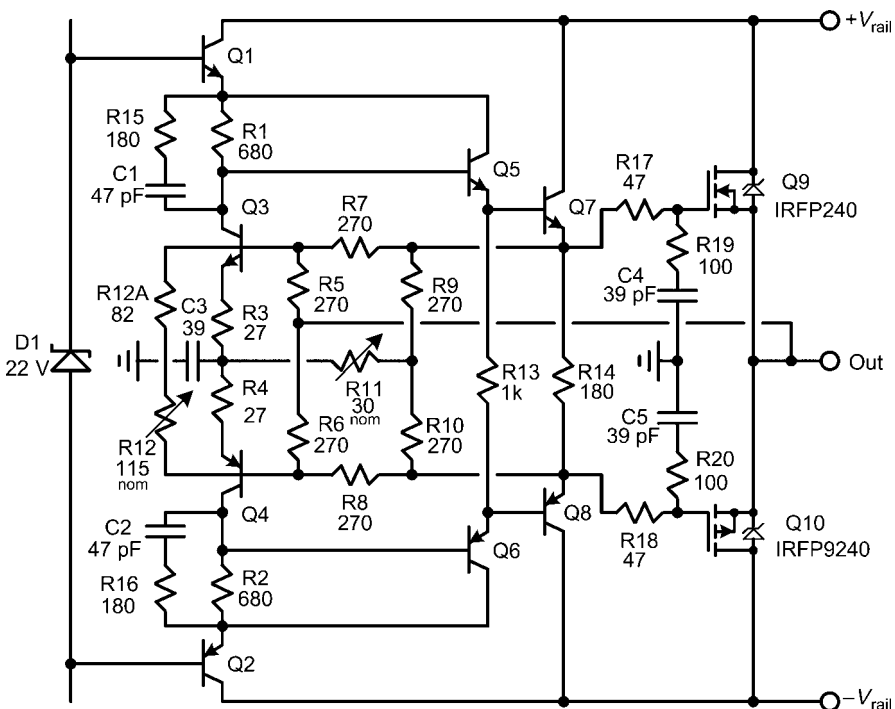 +Vrail
Q1
R15
180
R1
680
C1
47 pF
Q5
Q7
R17
47
Q9
IRFP240
Q3
R7
270
R19
100
C4
39 pF
R12A
82
C3
39
R3
27
R5
270
R9
270
D1
22 V
R4
27
R11
30
nom
R13
1k
R14
180
Out
R12
115
nom
R6
270
R10
270
C5
39 pF
R20
100
R8
270
Q4
C2
47 pF
Q6
Q8
R18
47
Q10
IRFP9240
R16
180
R2
680
Q2
−Vrail